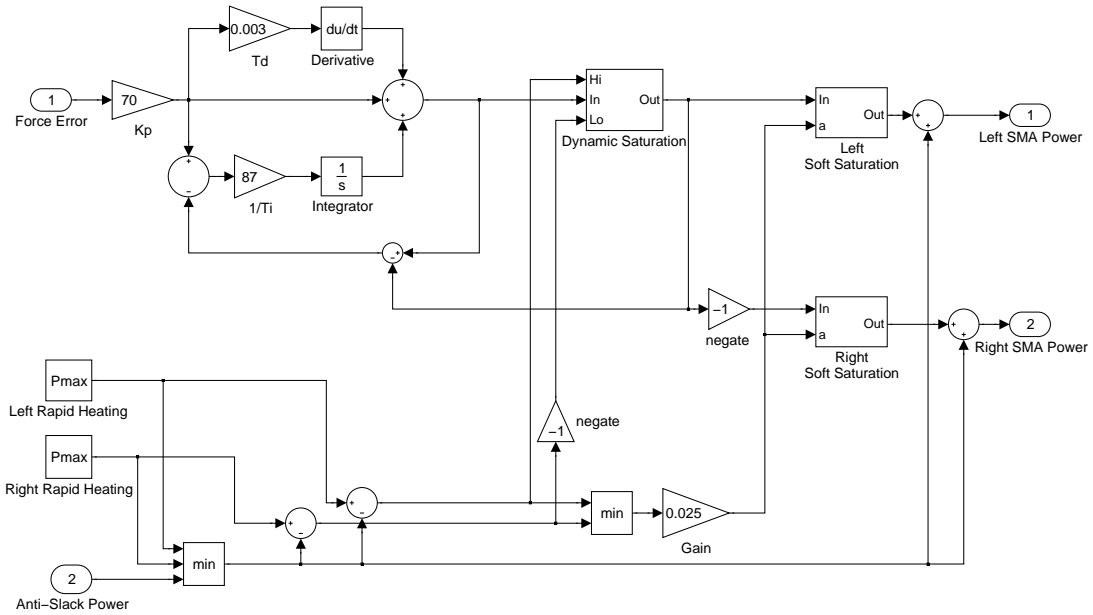 0.003
Td
du/dt
Derivative
1
Force Error
70
Kp
+
+
+
+
−
87
1/Ti
1
s
Integrator
+
−
Hi
In
Lo
Out
Dynamic Saturation
In
a
Out
Left
Soft Saturation
+
+
1
Left SMA Power
−1
negate
In
a
Out
Right
Soft Saturation
+
+
2
Right SMA Power
Pmax
Left Rapid Heating
Pmax
Right Rapid Heating
−1
negate
+
−
+
−
min
0.025
Gain
min
2
Anti−Slack Power